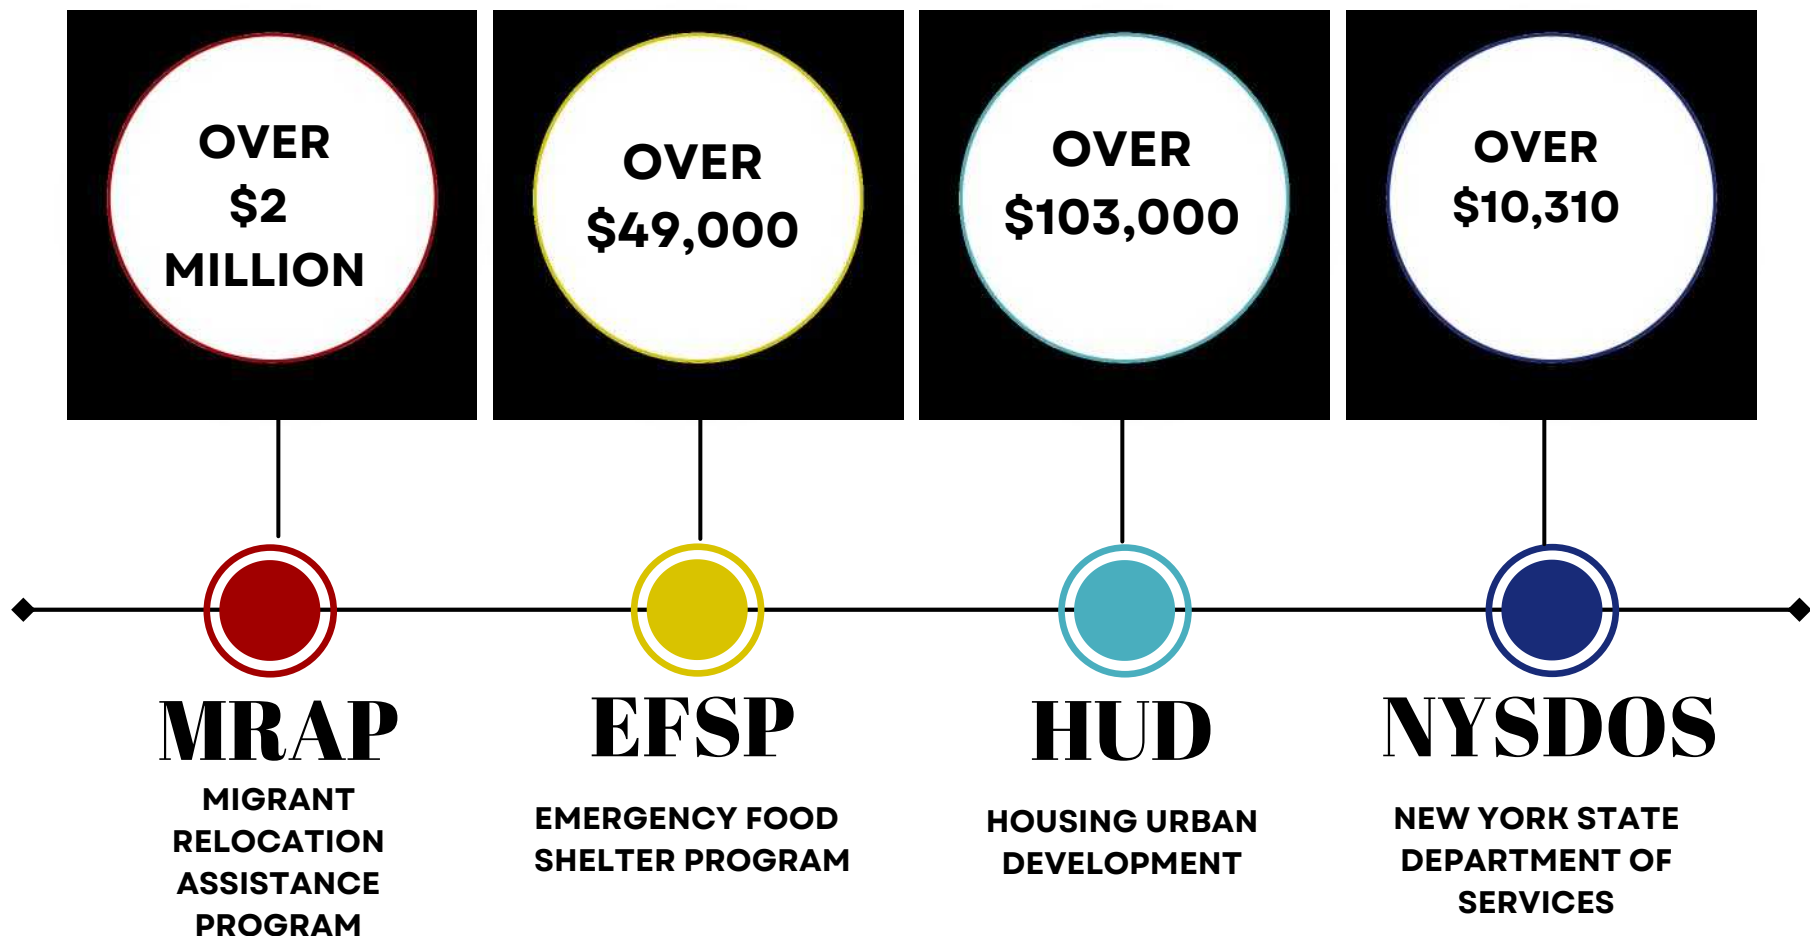 OVER
$2
MILLION
OVER
$49,000
OVER
$103,000
OVER
$10,310
MRAP
MIGRANT
RELOCATION
ASSISTANCE
PROGRAM
EFSP
EMERGENCY FOOD
SHELTER PROGRAM
HUD
HOUSING URBAN
DEVELOPMENT
NYSDOS
NEW YORK STATE
DEPARTMENT OF
SERVICES